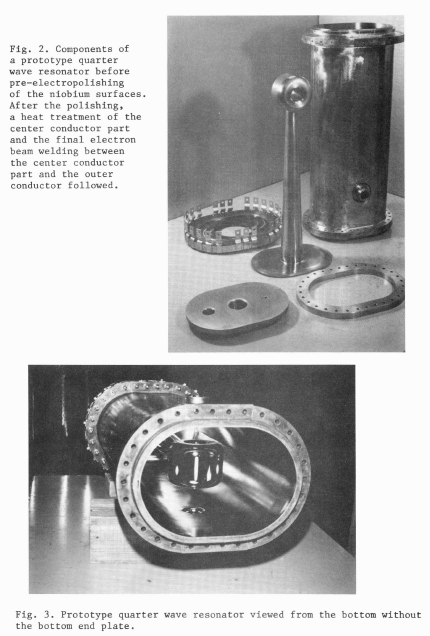 Fig. 2. Components of
a prototype quarter
wave resonator before
pre-electropolishing
of the niobium surfaces.
After the polishing,
a heat treatment of the
center conductor part
and the final electron
beam welding between
the center conductor
part and the outer
conductor followed.
Fig. 3. Prototype quarter wave resonator viewed from the bottom without
the bottom end plate.